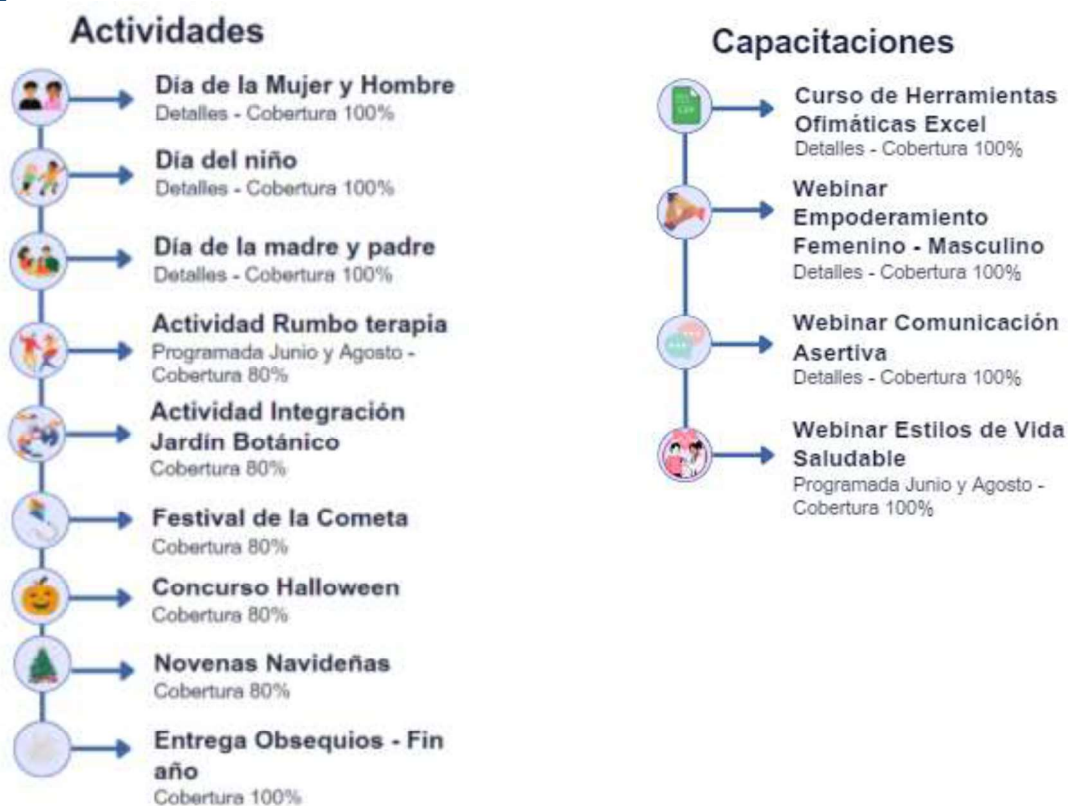 Actividades
Día de la Mujer y Hombre
Detalles - Cobertura 100%
Día del niño
Detalles - Cobertura 100%
Día de la madre y padre
Detalles - Cobertura 100%
Actividad Rumbo terapia
Programada Junio y Agosto -
Cobertura 80%
Actividad Integración
Jardín Botánico
Cobertura 80%
Festival de la Cometa
Cobertura 80%
Concurso Halloween
Cobertura 80%
Novenas Navideñas
Cobertura 80%
Entrega Obsequios - Fin
año
Cobertura 100%
Capacitaciones
Curso de Herramientas
Ofimáticas Excel
Detalles - Cobertura 100%
Webinar
Empoderamiento
Femenino - Masculino
Detalles - Cobertura 100%
Webinar Comunicación
Asertiva
Detalles - Cobertura 100%
Webinar Estilos de Vida
Saludable
Programada Junio y Agosto -
Cobertura 100%